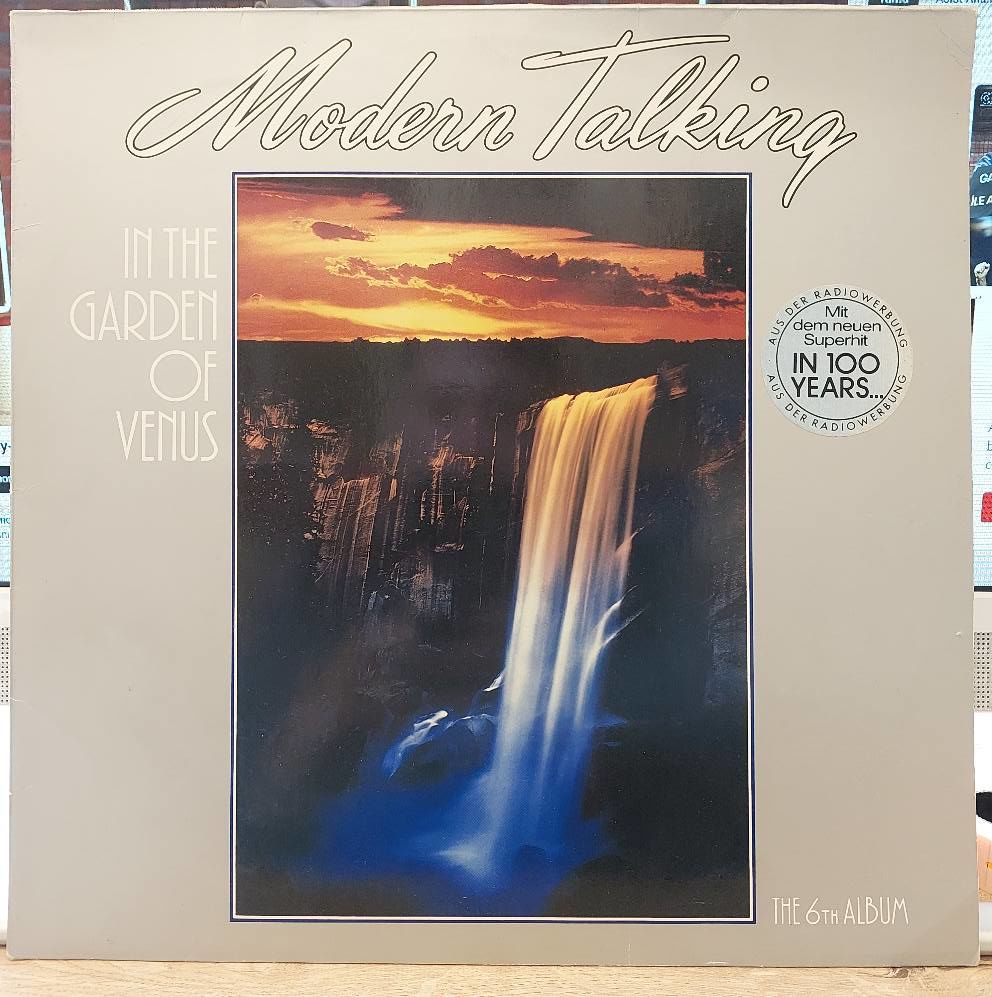 Modern Talking
IN THE
GARDEN
OF
VENUS
AUS DER RADIOWERBUNG
Mit
dem neuen
Superhit
IN 100
YEARS...
AUS DER RADIOWERBUNG
THE 6TH ALBUM